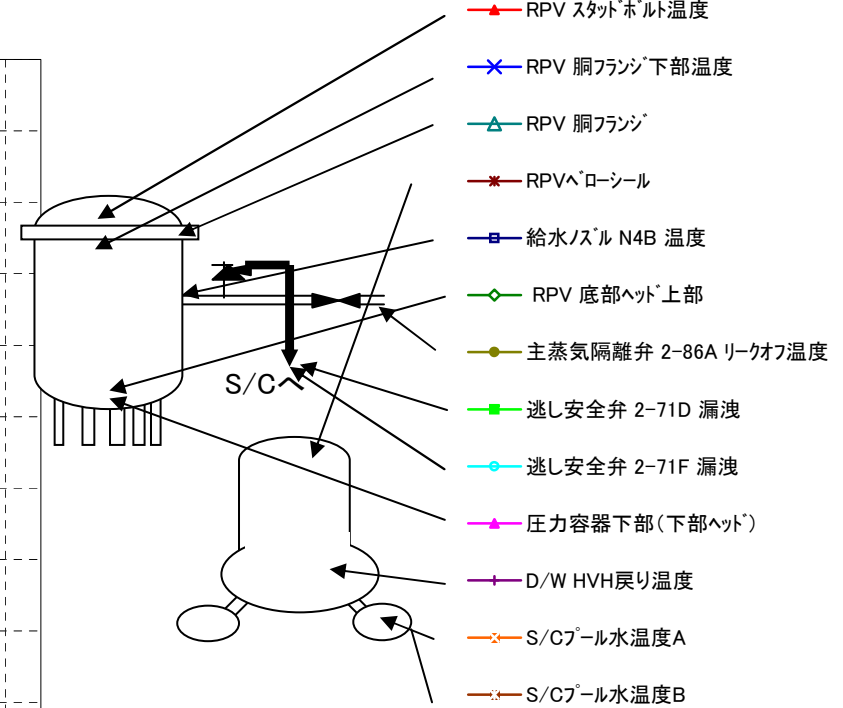 RPV ｽﾀｯﾄﾞﾎﾞﾙﾄ温度
RPV 胴ﾌﾗﾝｼﾞ下部温度
RPV 胴ﾌﾗﾝｼﾞ
RPVﾍﾞﾛｰｼｰﾙ
給水ﾉｽﾞﾙ N4B 温度
RPV 底部ﾍｯﾄﾞ上部
主蒸気隔離弁 2-86A ﾘｰｸｵﾌ温度
S/Cへ
逃し安全弁 2-71D 漏洩
逃し安全弁 2-71F 漏洩
圧力容器下部（下部ﾍｯﾄﾞ）
D/W HVH戻り温度
S/Cﾌﾟｰﾙ水温度A
S/Cﾌﾟｰﾙ水温度B